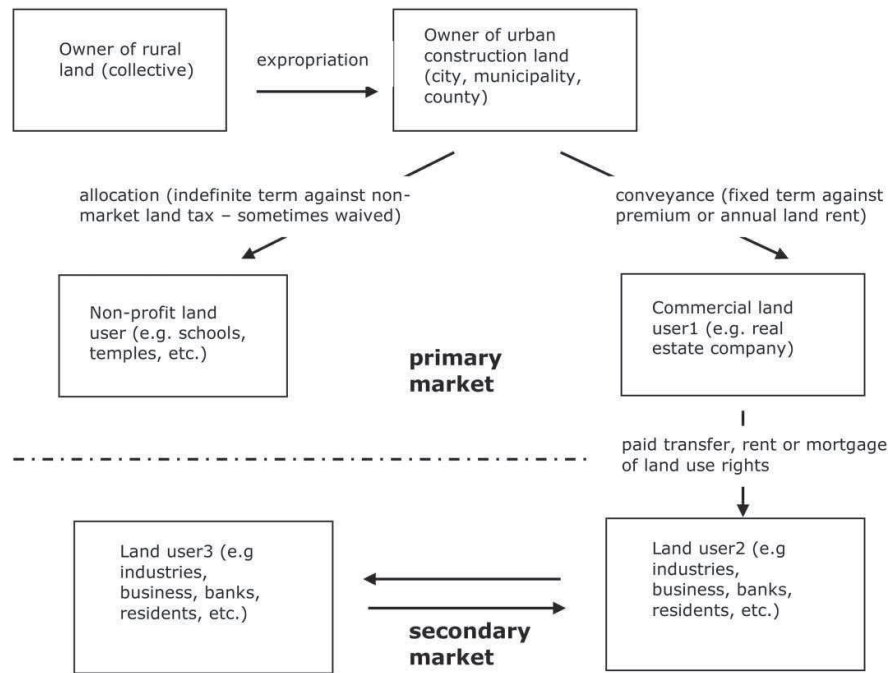 Owner of rural
land (collective)
expropriation
Owner of urban
construction land
(city, municipality,
county)
allocation (indefinite term against non-
market land tax – sometimes waived)
conveyance (fixed term against
premium or annual land rent)
Non-profit land
user (e.g. schools,
temples, etc.)
Commercial land
user1 (e.g. real
estate company)
primary
market
paid transfer, rent or mortgage
of land use rights
Land user3 (e.g
industries,
business, banks,
residents, etc.)
Land user2 (e.g
industries,
business, banks,
residents, etc.)
secondary
market